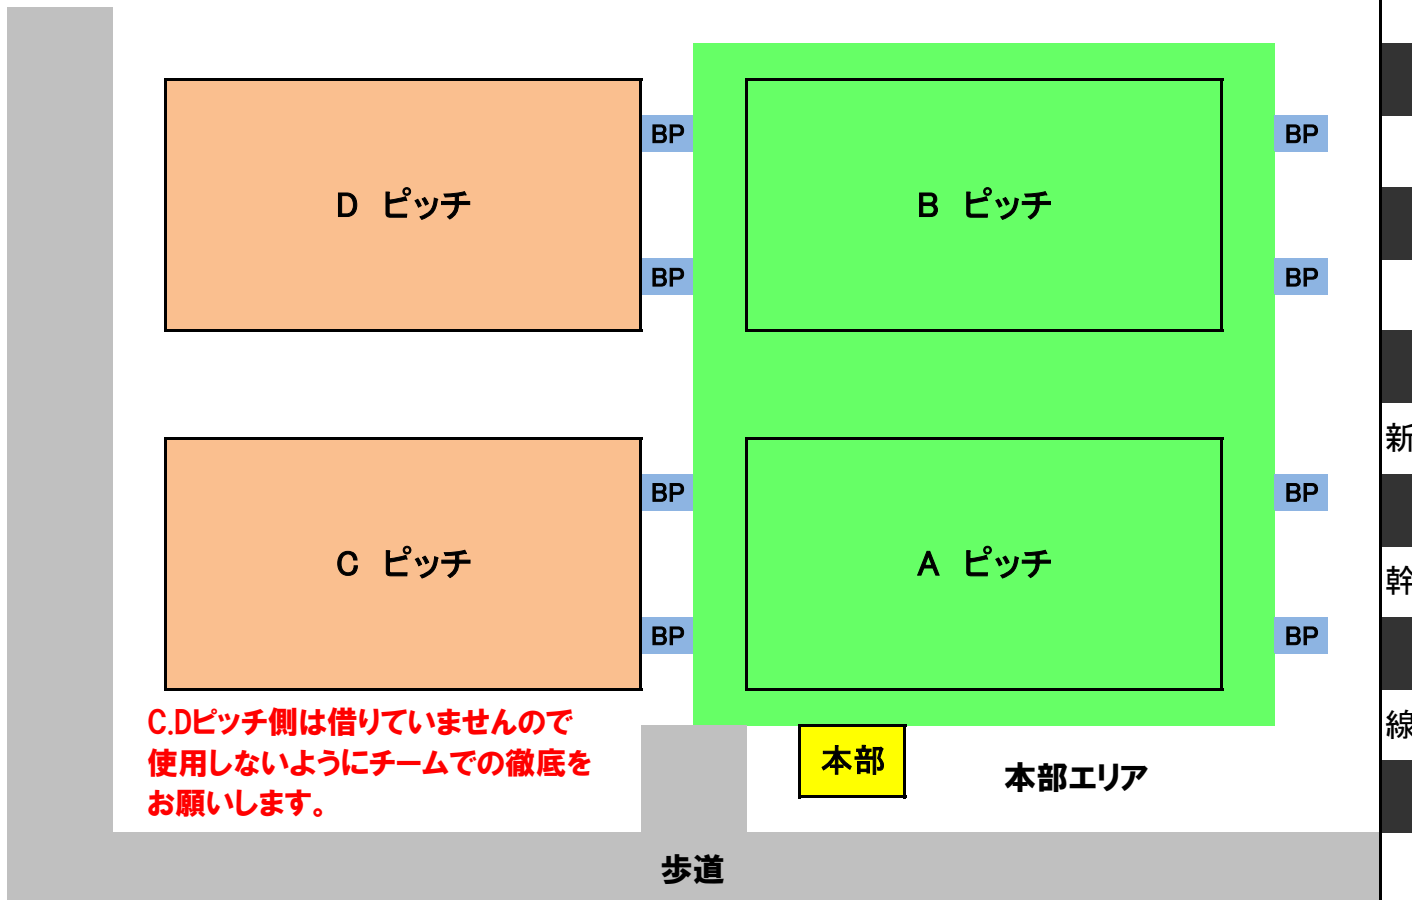 BP
BP
D ピッチ
B ピッチ
BP
BP
新
BP
BP
C ピッチ
A ピッチ
幹
BP
BP
C.Dピッチ側は借りていませんので
使用しないようにチームでの徹底を
お願いします。
線
本部
本部エリア
歩道